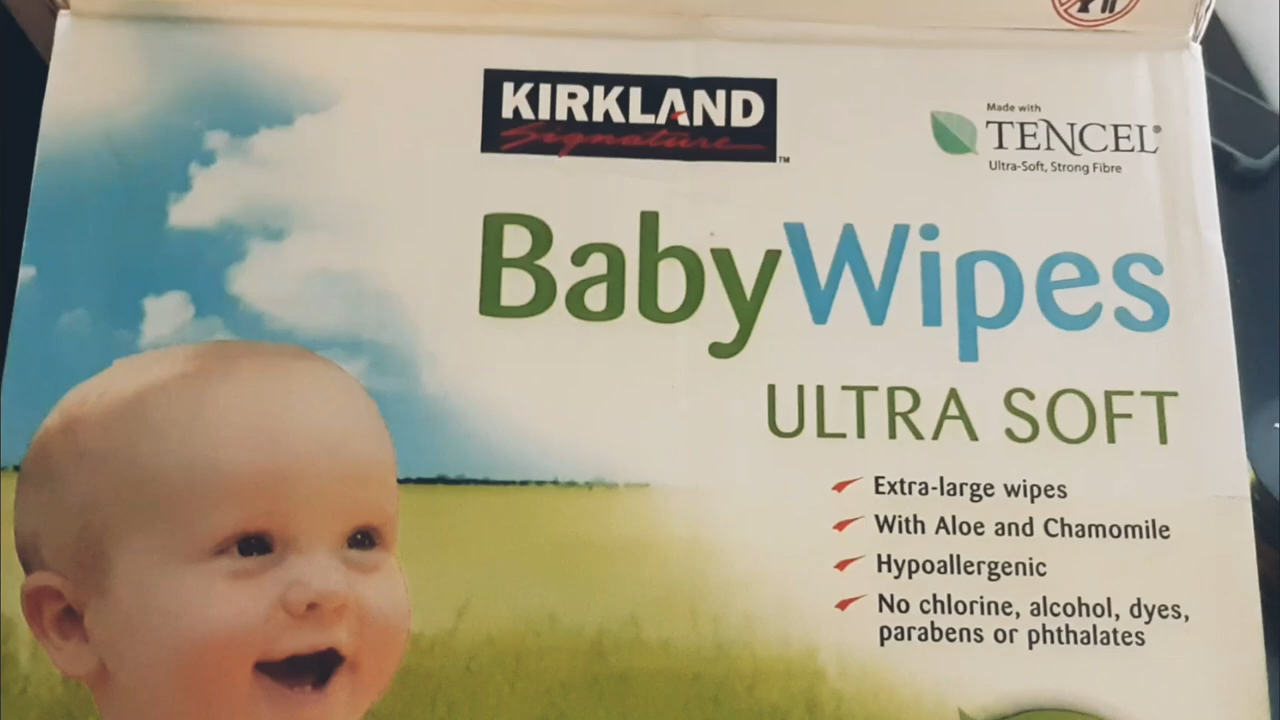 KIRKLAND
Signature™
Made with
TENCEL®
Ultra-Soft, Strong Fibre
BabyWipes
ULTRA SOFT
Extra-large wipes
With Aloe and Chamomile
Hypoallergenic
No chlorine, alcohol, dyes,
parabens or phthalates